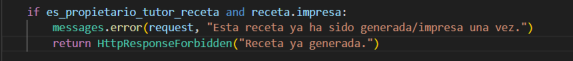 if es_propietario_tutor_receta and receta.impresa:
    messages.error(request, "Esta receta ya ha sido generada/impresa una vez.")
    return HttpResponseForbidden("Receta ya generada.")